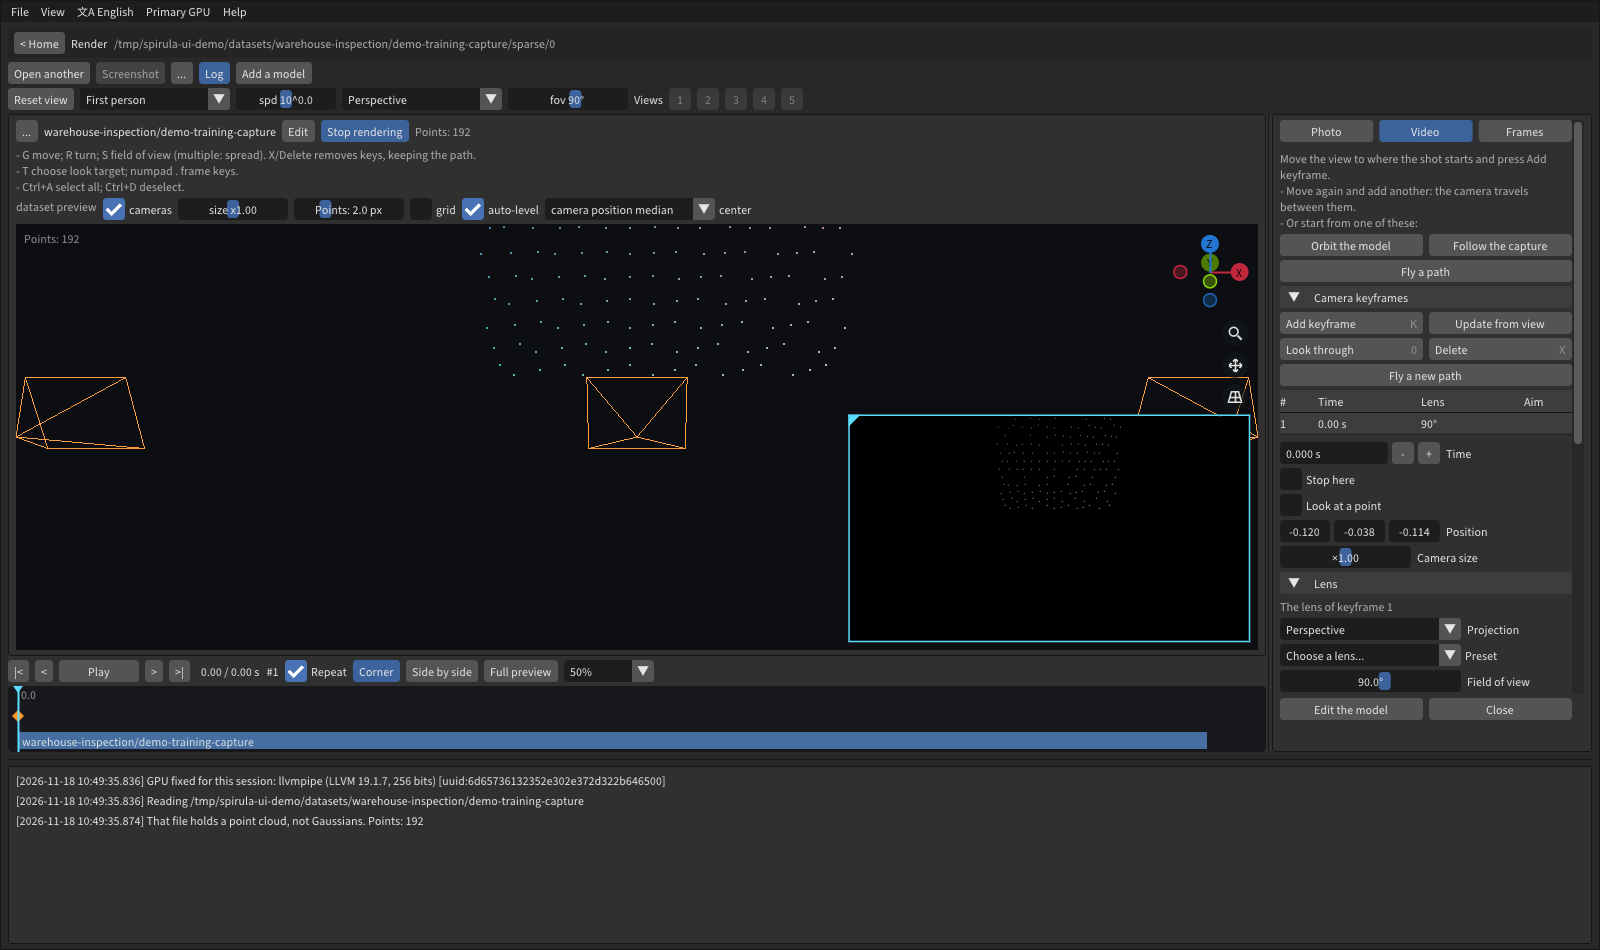 File View 文A English Primary GPU Help
< Home Render /tmp/spirula-ui-demo/datasets/warehouse-inspection/demo-training-capture/sparse/0
Open another Screenshot ... Log Add a model
Reset view First person spd 10^0.0 Perspective fov 90° Views 1 2 3 4 5
... warehouse-inspection/demo-training-capture Edit Stop rendering Points: 192
- G move; R turn; S field of view (multiple: spread). X/Delete removes keys, keeping the path.
- T choose look target; numpad . frame keys.
- Ctrl+A select all; Ctrl+D deselect.
dataset preview cameras size x1.00 Points: 2.0 px grid auto-level camera position median center
Points: 192
Z
Y
X
|< < Play > >| 0.00 / 0.00 s #1 Repeat Corner Side by side Full preview 50%
0.0
warehouse-inspection/demo-training-capture
Photo Video Frames
Move the view to where the shot starts and press Add
keyframe.
- Move again and add another: the camera travels
between them.
- Or start from one of these:
Orbit the model Follow the capture
Fly a path
Camera keyframes
Add keyframe K Update from view
Look through 0 Delete X
Fly a new path
# Time Lens Aim
1 0.00 s 90°
0.000 s - + Time
Stop here
Look at a point
-0.120 -0.038 -0.114 Position
×1.00 Camera size
Lens
The lens of keyframe 1
Perspective Projection
Choose a lens... Preset
90.0° Field of view
Edit the model Close
[2026-11-18 10:49:35.836] GPU fixed for this session: llvmpipe (LLVM 19.1.7, 256 bits) [uuid:6d65736132352e302e372d322b646500]
[2026-11-18 10:49:35.836] Reading /tmp/spirula-ui-demo/datasets/warehouse-inspection/demo-training-capture
[2026-11-18 10:49:35.874] That file holds a point cloud, not Gaussians. Points: 192